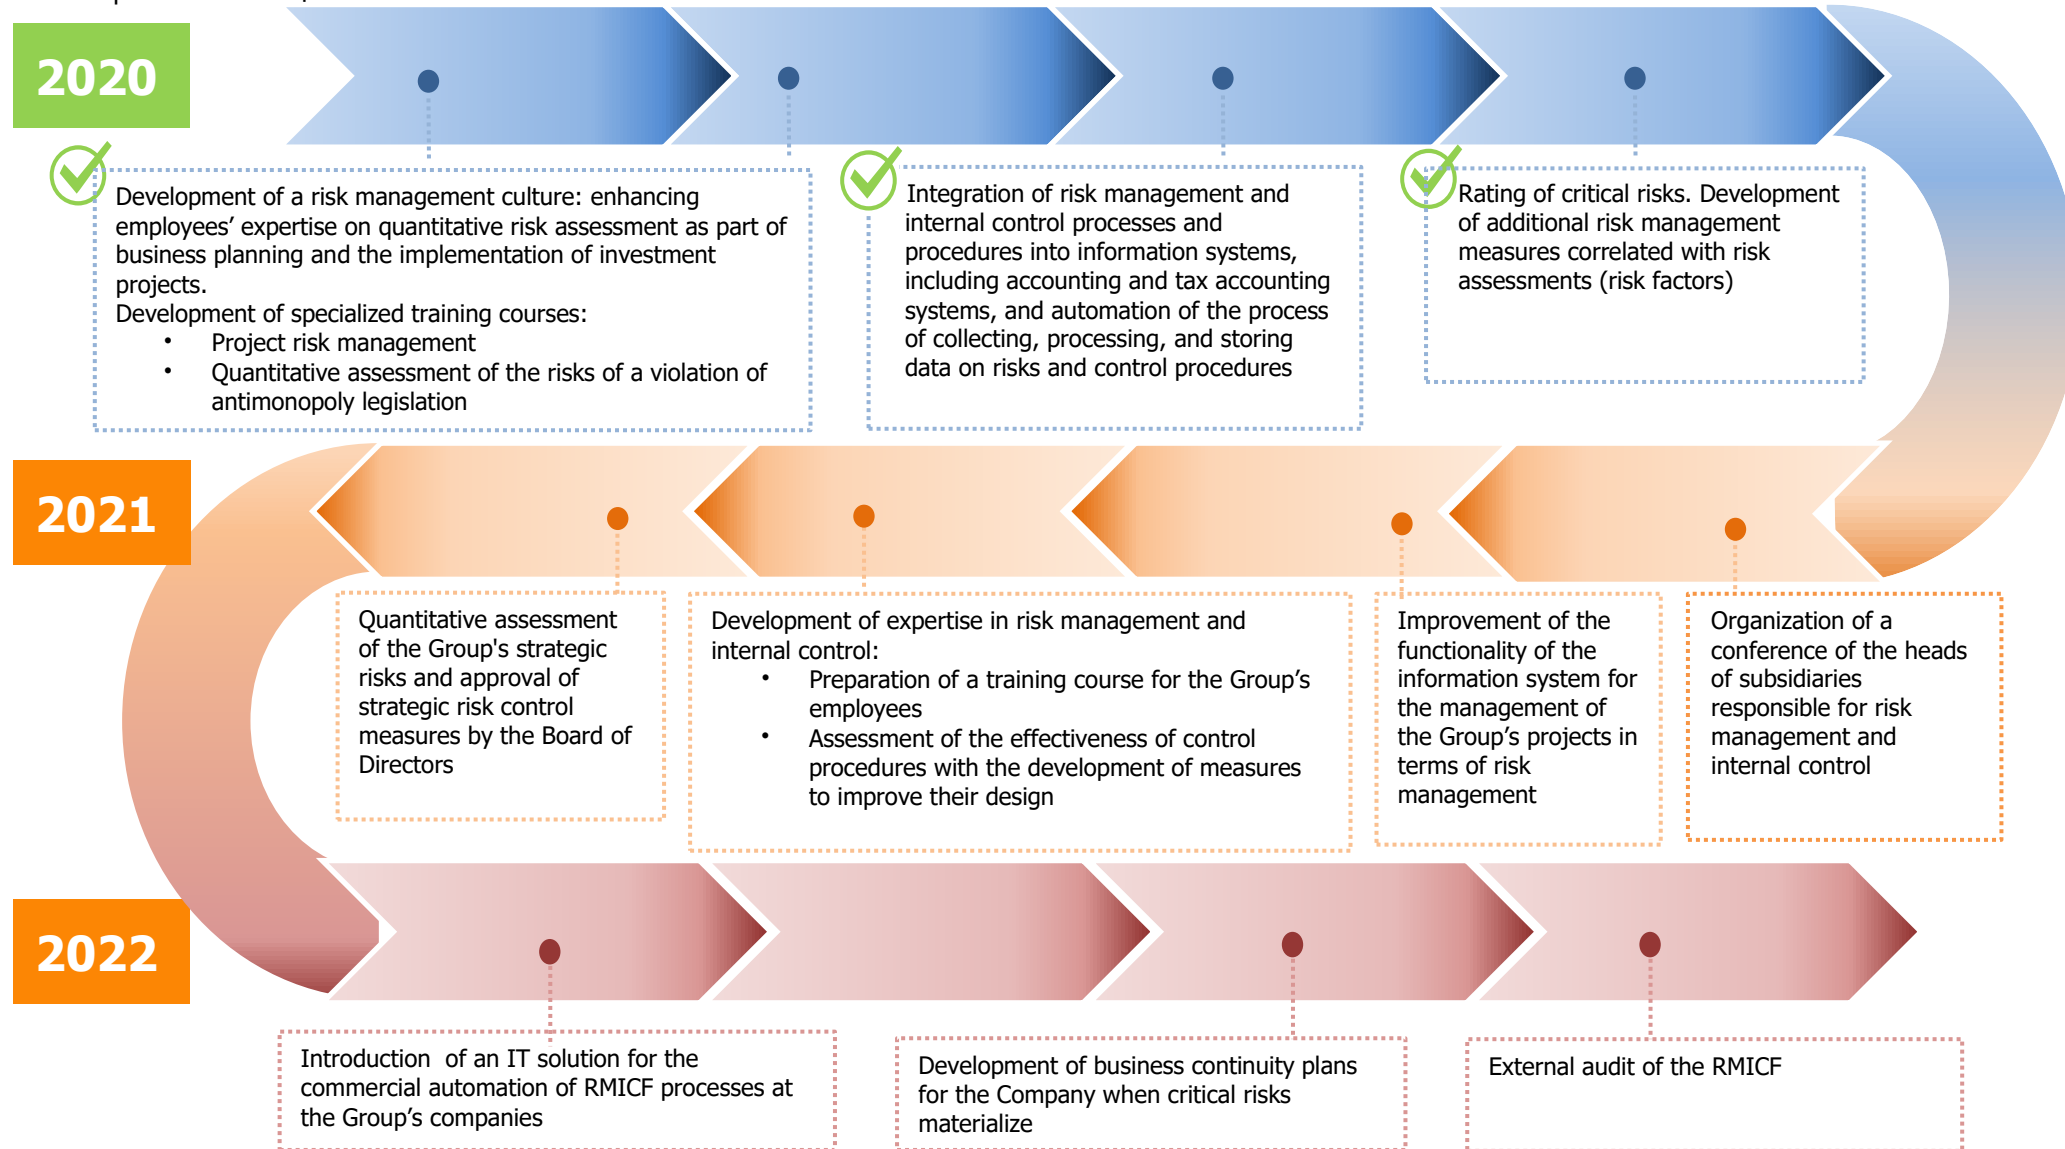 2020
Development of a risk management culture: enhancing
employees’ expertise on quantitative risk assessment as part of
business planning and the implementation of investment
projects.
Development of specialized training courses:
• Project risk management
• Quantitative assessment of the risks of a violation of
antimonopoly legislation
Integration of risk management and
internal control processes and
procedures into information systems,
including accounting and tax accounting
systems, and automation of the process
of collecting, processing, and storing
data on risks and control procedures
Rating of critical risks. Development
of additional risk management
measures correlated with risk
assessments (risk factors)
2021
Quantitative assessment
of the Group's strategic
risks and approval of
strategic risk control
measures by the Board of
Directors
Development of expertise in risk management and
internal control:
• Preparation of a training course for the Group’s
employees
• Assessment of the effectiveness of control
procedures with the development of measures
to improve their design
Improvement of the
functionality of the
information system for
the management of
the Group’s projects in
terms of risk
management
Organization of a
conference of the heads
of subsidiaries
responsible for risk
management and
internal control
2022
Introduction  of an IT solution for the
commercial automation of RMICF processes at
the Group’s companies
Development of business continuity plans
for the Company when critical risks
materialize
External audit of the RMICF